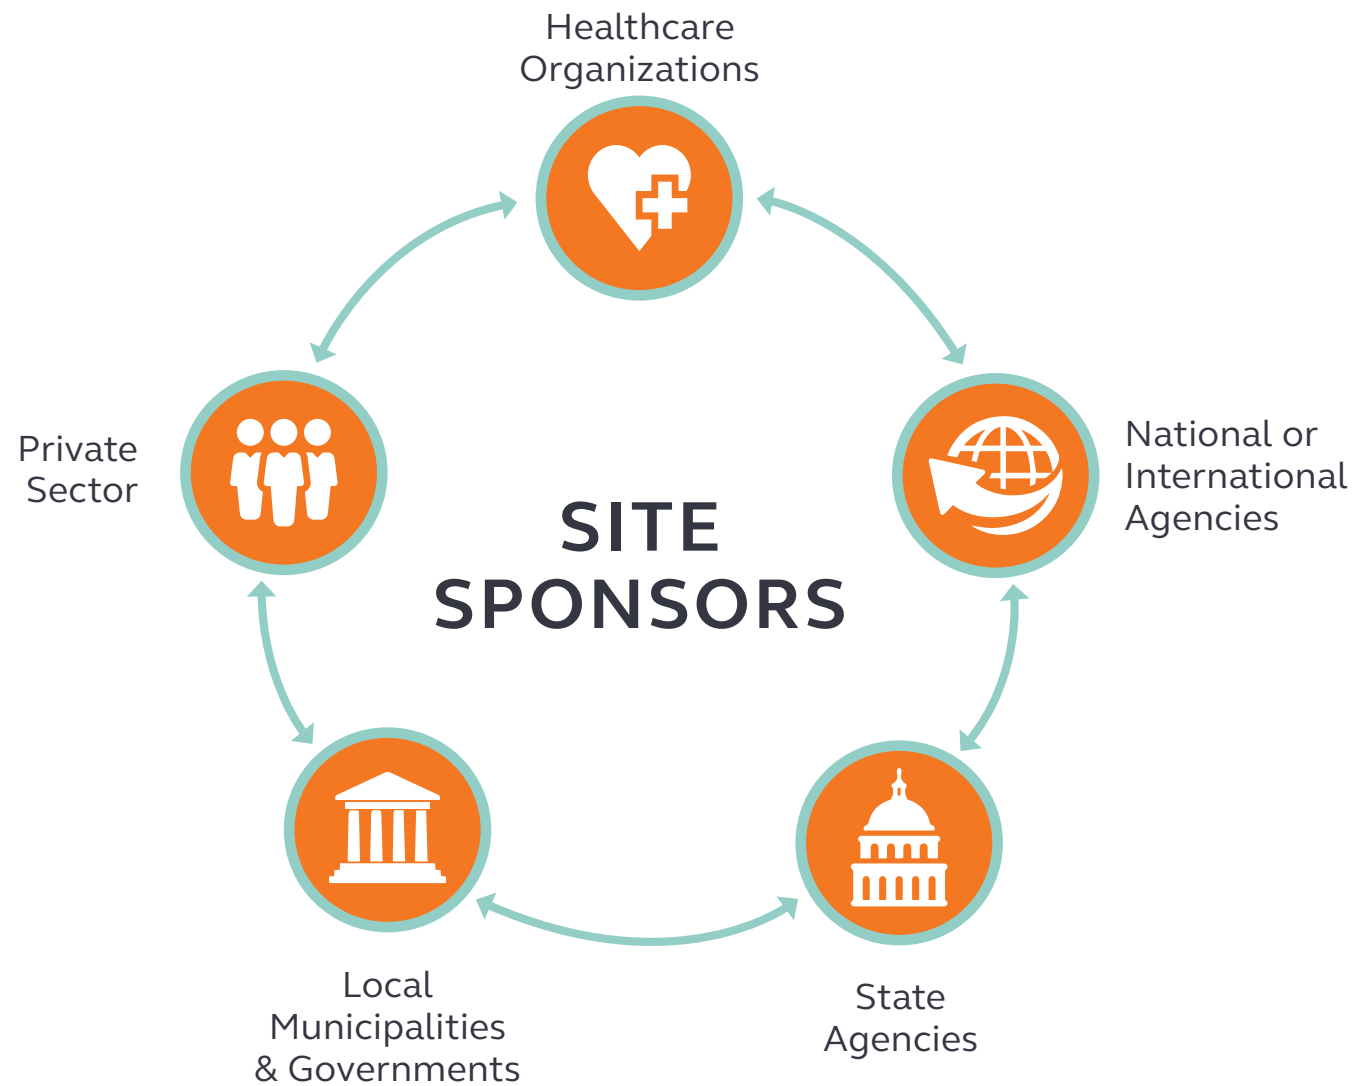 Healthcare
Organizations
National or
International
Agencies
Private
Sector
SITE
SPONSORS
Local
Municipalities
& Governments
State
Agencies